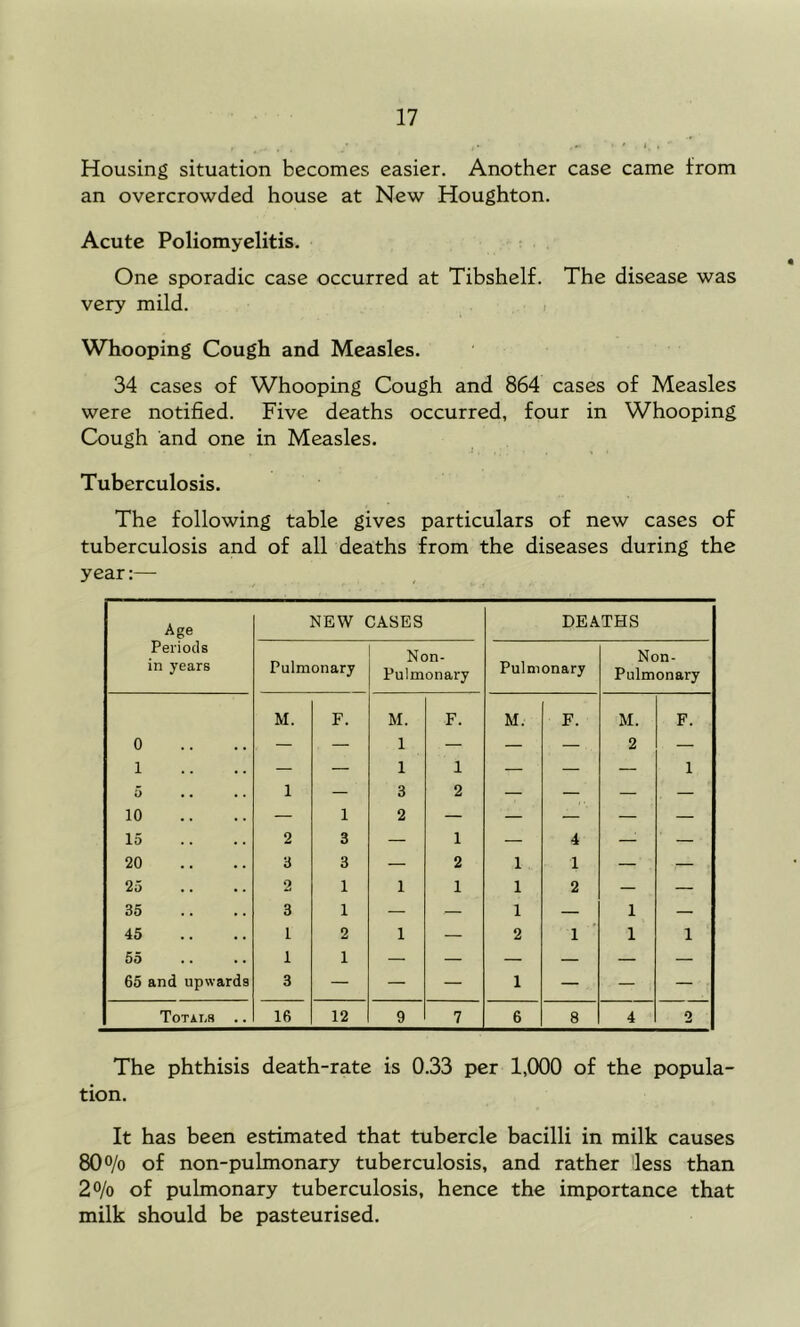 17
Housing situation becomes easier. Another case came from
an overcrowded house at New Houghton.
Acute Poliomyelitis.
One sporadic case occurred at Tibshelf. The disease was
very mild.
Whooping Cough and Measles.
34 cases of Whooping Cough and 864 cases of Measles
were notified. Five deaths occurred, four in Whooping
Cough and one in Measles.
Tuberculosis.
The following table gives particulars of new cases of
tuberculosis and of all deaths from the diseases during the
year:—
Age Periods in years | NEW CASES | DEATHS
Pulmonary | Non-Pulmonary | Pulmonary | Non-Pulmonary
M. | F. | M. | F. | M. | F. | M. | F.
0 .. .. | — | — | 1 | — | — | — | 2 | —
1 .. .. | — | — | 1 | 1 | — | — | — | 1
5 .. .. | 1 | — | 3 | 2 | — | — | — | —
10 .. .. | — | 1 | 2 | — | — | — | — | —
15 .. .. | 2 | 3 | — | 1 | — | 4 | — | —
20 .. .. | 3 | 3 | — | 2 | 1 | 1 | — | —
25 .. .. | 2 | 1 | 1 | 1 | 1 | 2 | — | —
35 .. .. | 3 | 1 | — | — | 1 | — | 1 | —
45 .. .. | 1 | 2 | 1 | — | 2 | 1 | 1 | 1
55 .. .. | 1 | 1 | — | — | — | — | — | —
65 and upwards | 3 | — | — | — | 1 | — | — | —
TOTALS .. | 16 | 12 | 9 | 7 | 6 | 8 | 4 | 2
The phthisis death-rate is 0.33 per 1,000 of the popula-
tion.
It has been estimated that tubercle bacilli in milk causes
80% of non-pulmonary tuberculosis, and rather less than
2% of pulmonary tuberculosis, hence the importance that
milk should be pasteurised.